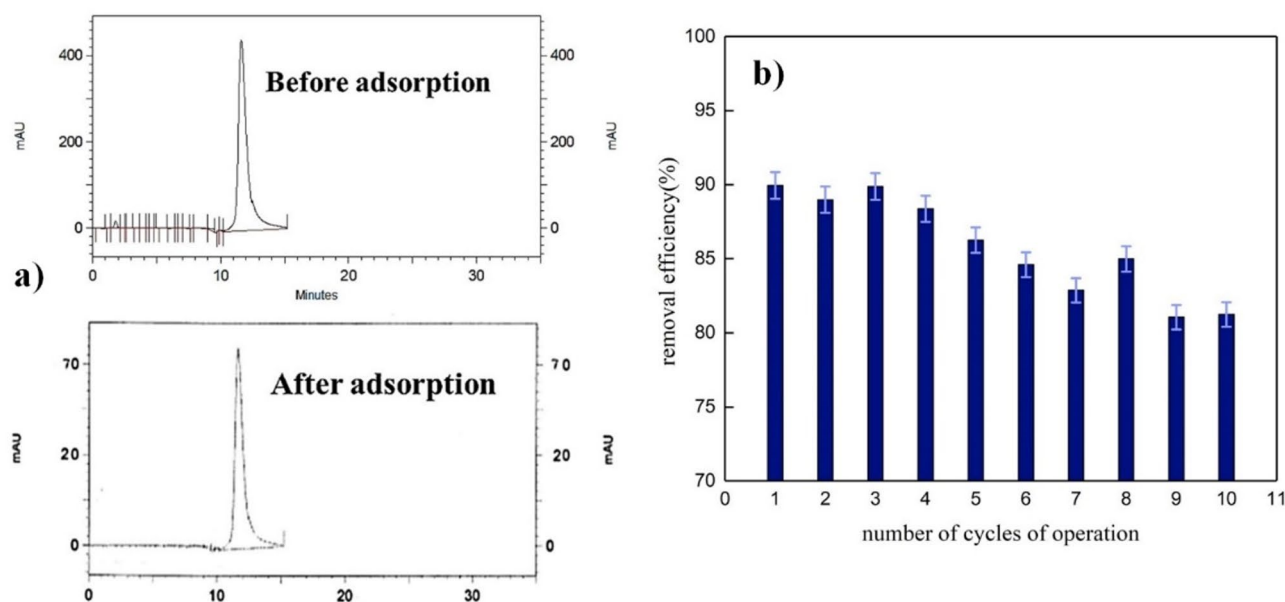 400
400
Before adsorption
mAU
200
200
mAU
0
0
0
10
20
30
Minutes
a)
70
70
After adsorption
mAU
20
20
mAU
0
0
0
10
20
30
b)
100
95
90
85
80
75
70
removal efficiency(%)
0 1 2 3 4 5 6 7 8 9 10 11
number of cycles of operation